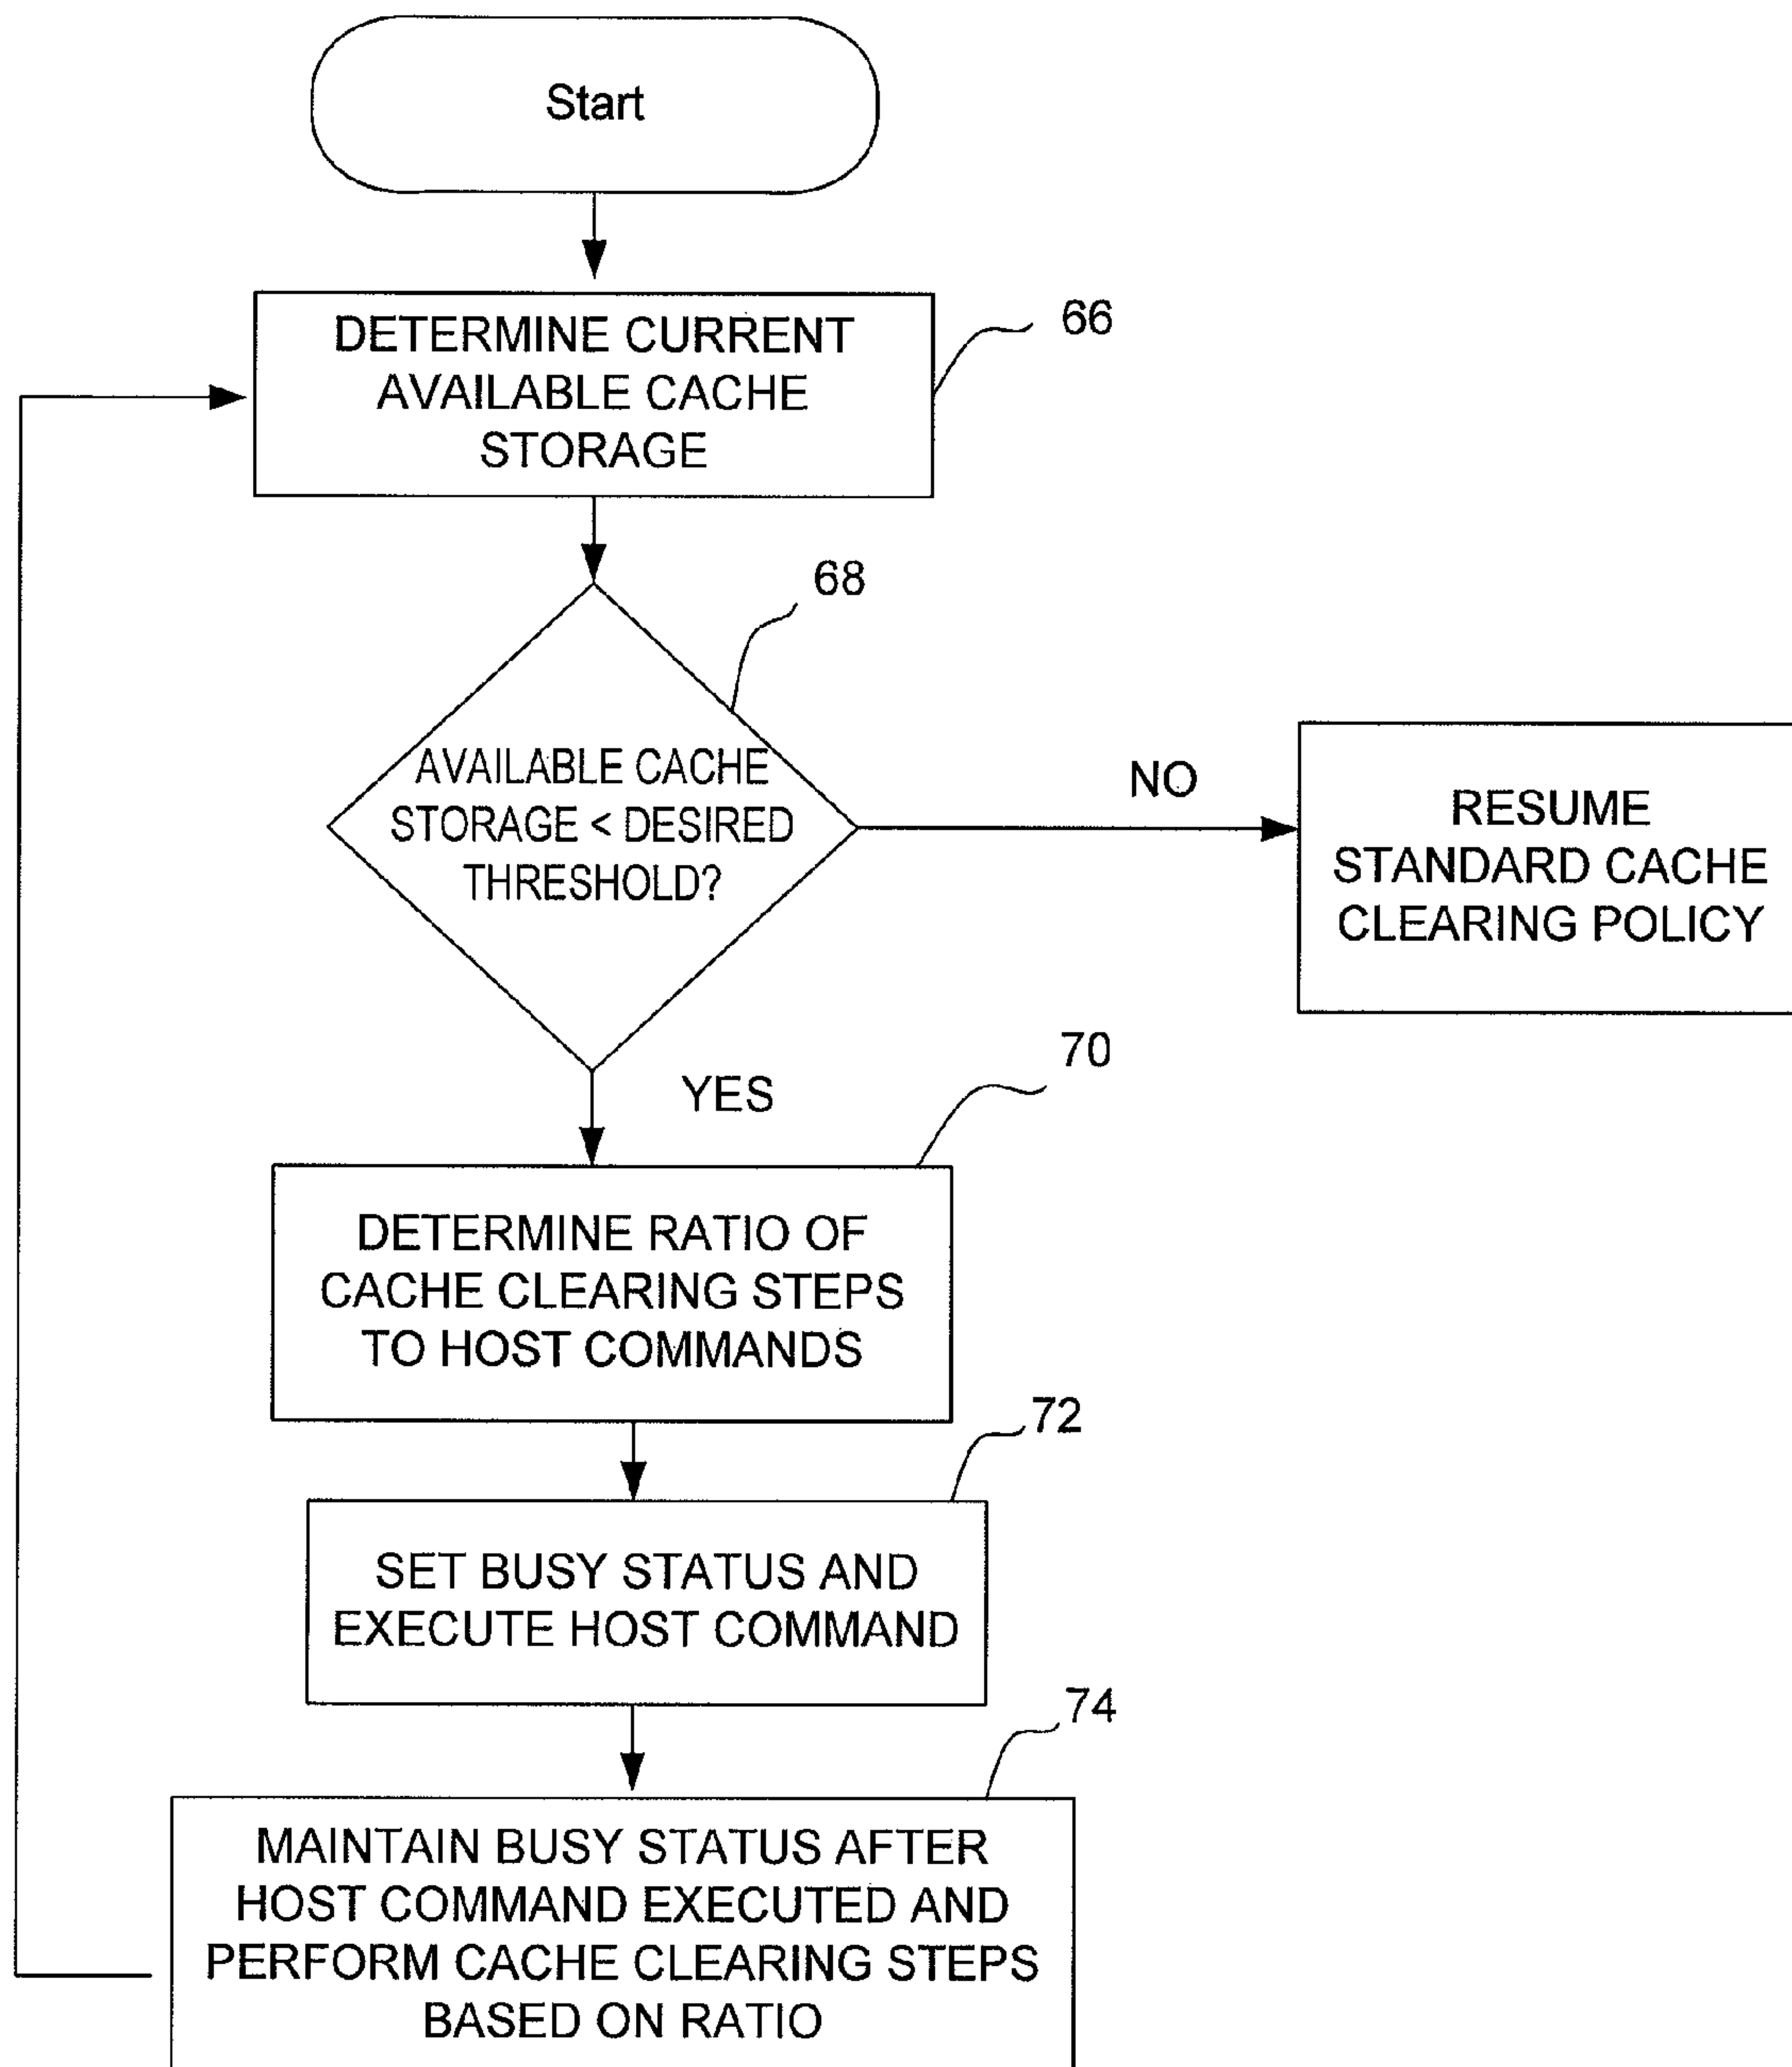 Start
DETERMINE CURRENT
AVAILABLE CACHE
STORAGE
66
68
AVAILABLE CACHE
STORAGE < DESIRED
THRESHOLD?
NO
RESUME
STANDARD CACHE
CLEARING POLICY
YES
70
DETERMINE RATIO OF
CACHE CLEARING STEPS
TO HOST COMMANDS
72
SET BUSY STATUS AND
EXECUTE HOST COMMAND
74
MAINTAIN BUSY STATUS AFTER
HOST COMMAND EXECUTED AND
PERFORM CACHE CLEARING STEPS
BASED ON RATIO